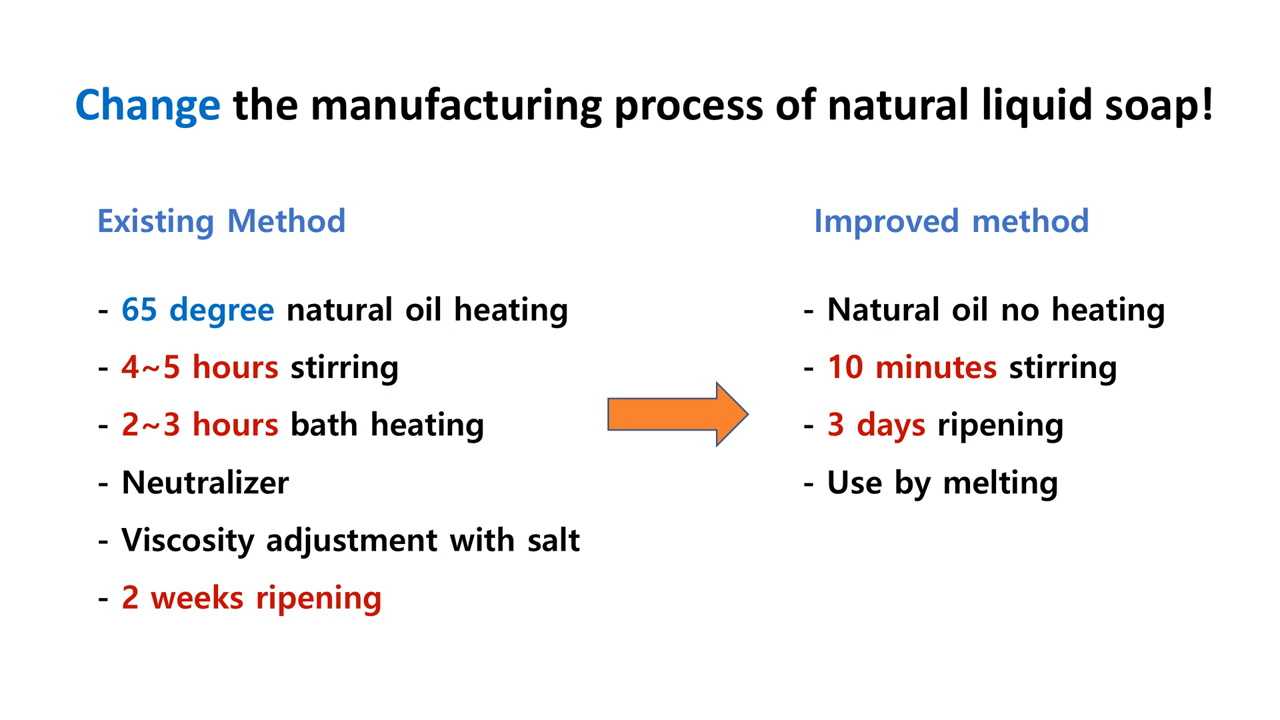 Change the manufacturing process of natural liquid soap!
Existing Method
- 65 degree natural oil heating
- 4~5 hours stirring
- 2~3 hours bath heating
- Neutralizer
- Viscosity adjustment with salt
- 2 weeks ripening
Improved method
- Natural oil no heating
- 10 minutes stirring
- 3 days ripening
- Use by melting